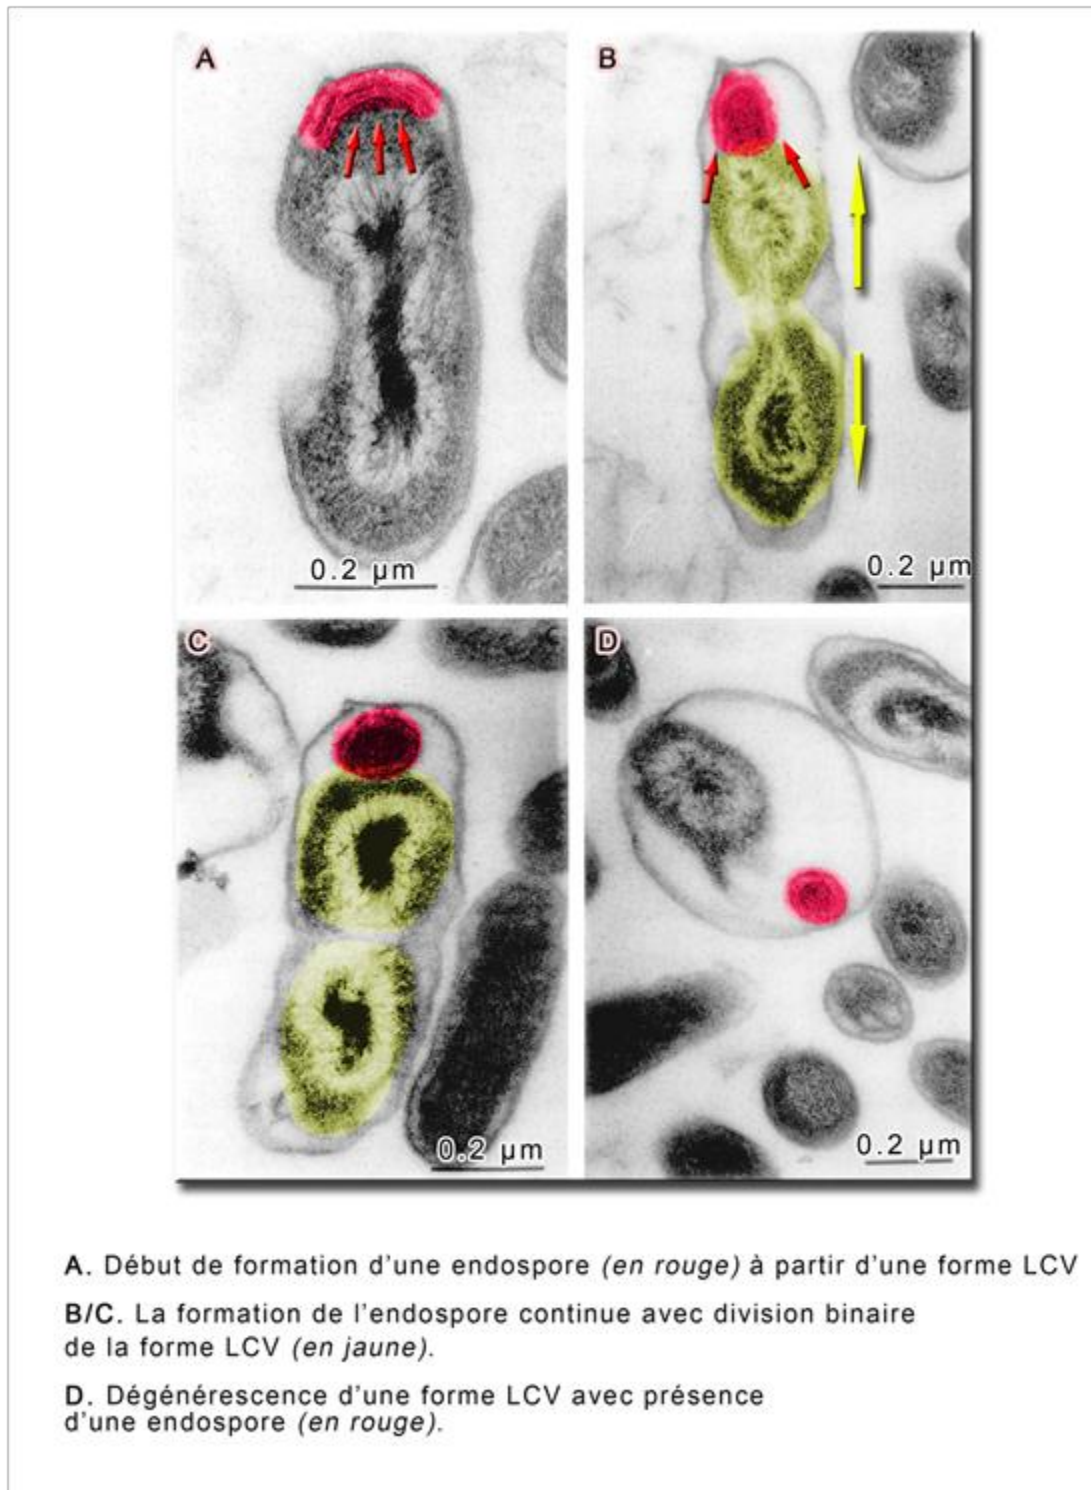 A
B
0.2 µm
0.2 µm
C
D
0.2 µm
0.2 µm
A. Début de formation d'une endospore (en rouge) à partir d'une forme LCV
B/C. La formation de l'endospore continue avec division binaire
de la forme LCV (en jaune).
D. Dégénérescence d'une forme LCV avec présence
d'une endospore (en rouge).